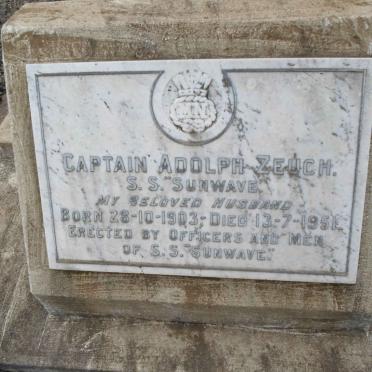 CAPTAIN ADOLPH ZEUCH.
S.S. "SUNWAVE.
MY BELOVED HUSBAND
BORN 28-10-1903, DIED 13-7-1951.
ERECTED BY OFFICERS AND MEN
OF S.S. "SUNWAVE."